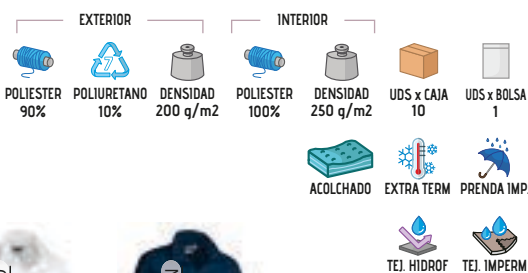 EXTERIOR INTERIOR
7
POLIESTER POLIURETANO DENSIDAD POLIESTER DENSIDAD UDS x CAJA UDS x BOLSA
90% 10% 200 g/m2 100% 250 g/m2 10 1
ACOLCHADO EXTRA TERM PRENDA IMP.
TEJ. HIDROF TEJ. IMPERM